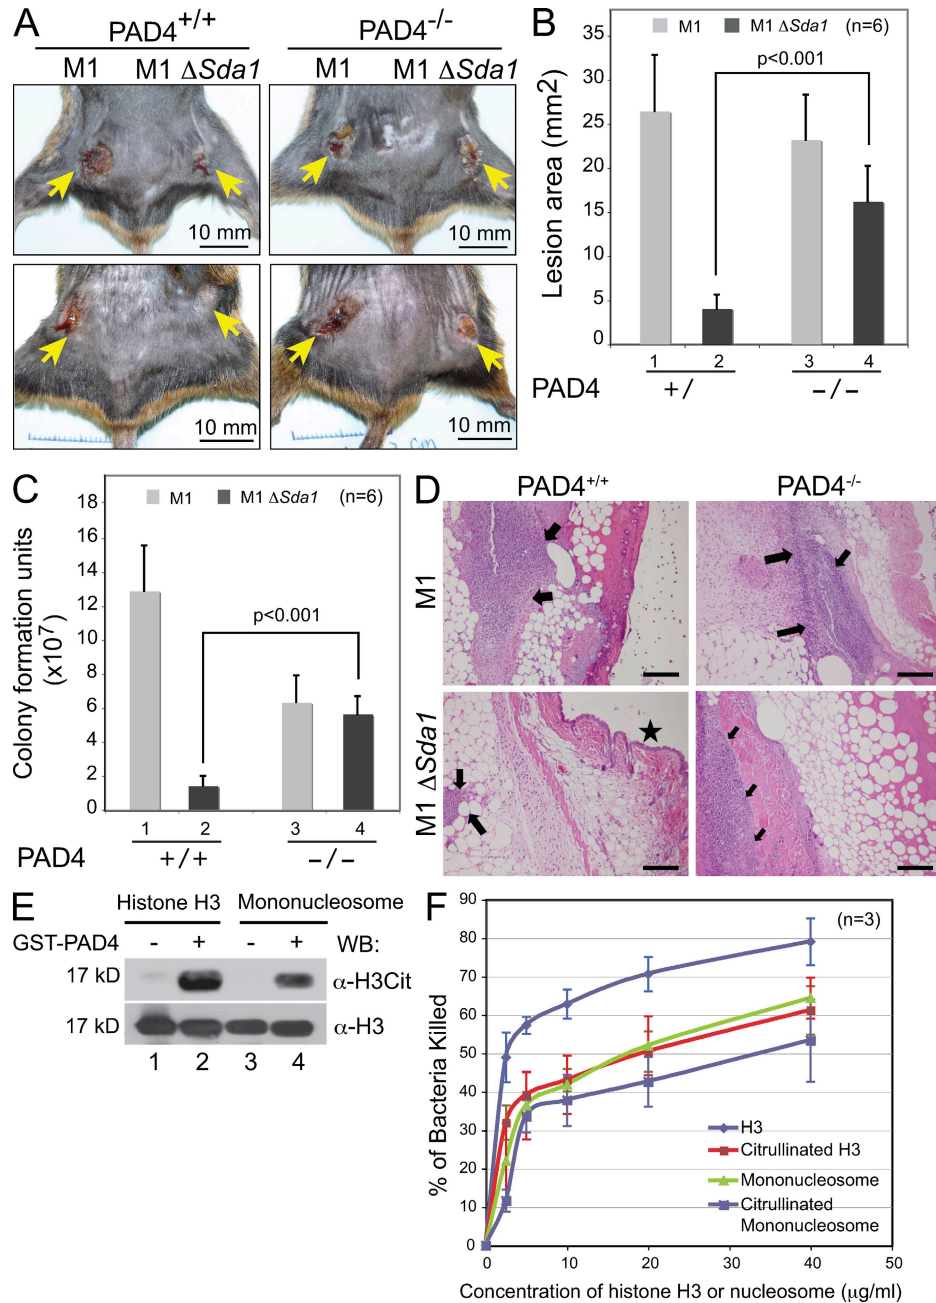 A
PAD4+/+
PAD4-/-
M1 M1 ΔSda1
M1 M1 ΔSda1
10 mm
10 mm
10 mm
10 mm
cm
B
M1 M1 ΔSda1 (n=6)
p<0.001
Lesion area (mm2)
35
30
25
20
15
10
5
0
1 2 3 4
PAD4 +/ −/−
C
M1 M1 ΔSda1 (n=6)
p<0.001
Colony formation units
(x10⁷)
18
16
14
12
10
8
6
4
2
0
1 2 3 4
PAD4 +/+ −/−
D
PAD4+/+ PAD4-/-
M1
M1 ΔSda1
E
Histone H3 Mononucleosome
GST-PAD4 - + - + WB:
17 kD α-H3Cit
17 kD α-H3
1 2 3 4
F
(n=3)
% of Bacteria Killed
90
80
70
60
50
40
30
20
10
0
H3
Citrullinated H3
Mononucleosome
Citrullinated
Mononucleosome
0 10 20 30 40 50
Concentration of histone H3 or nucleosome (μg/ml)